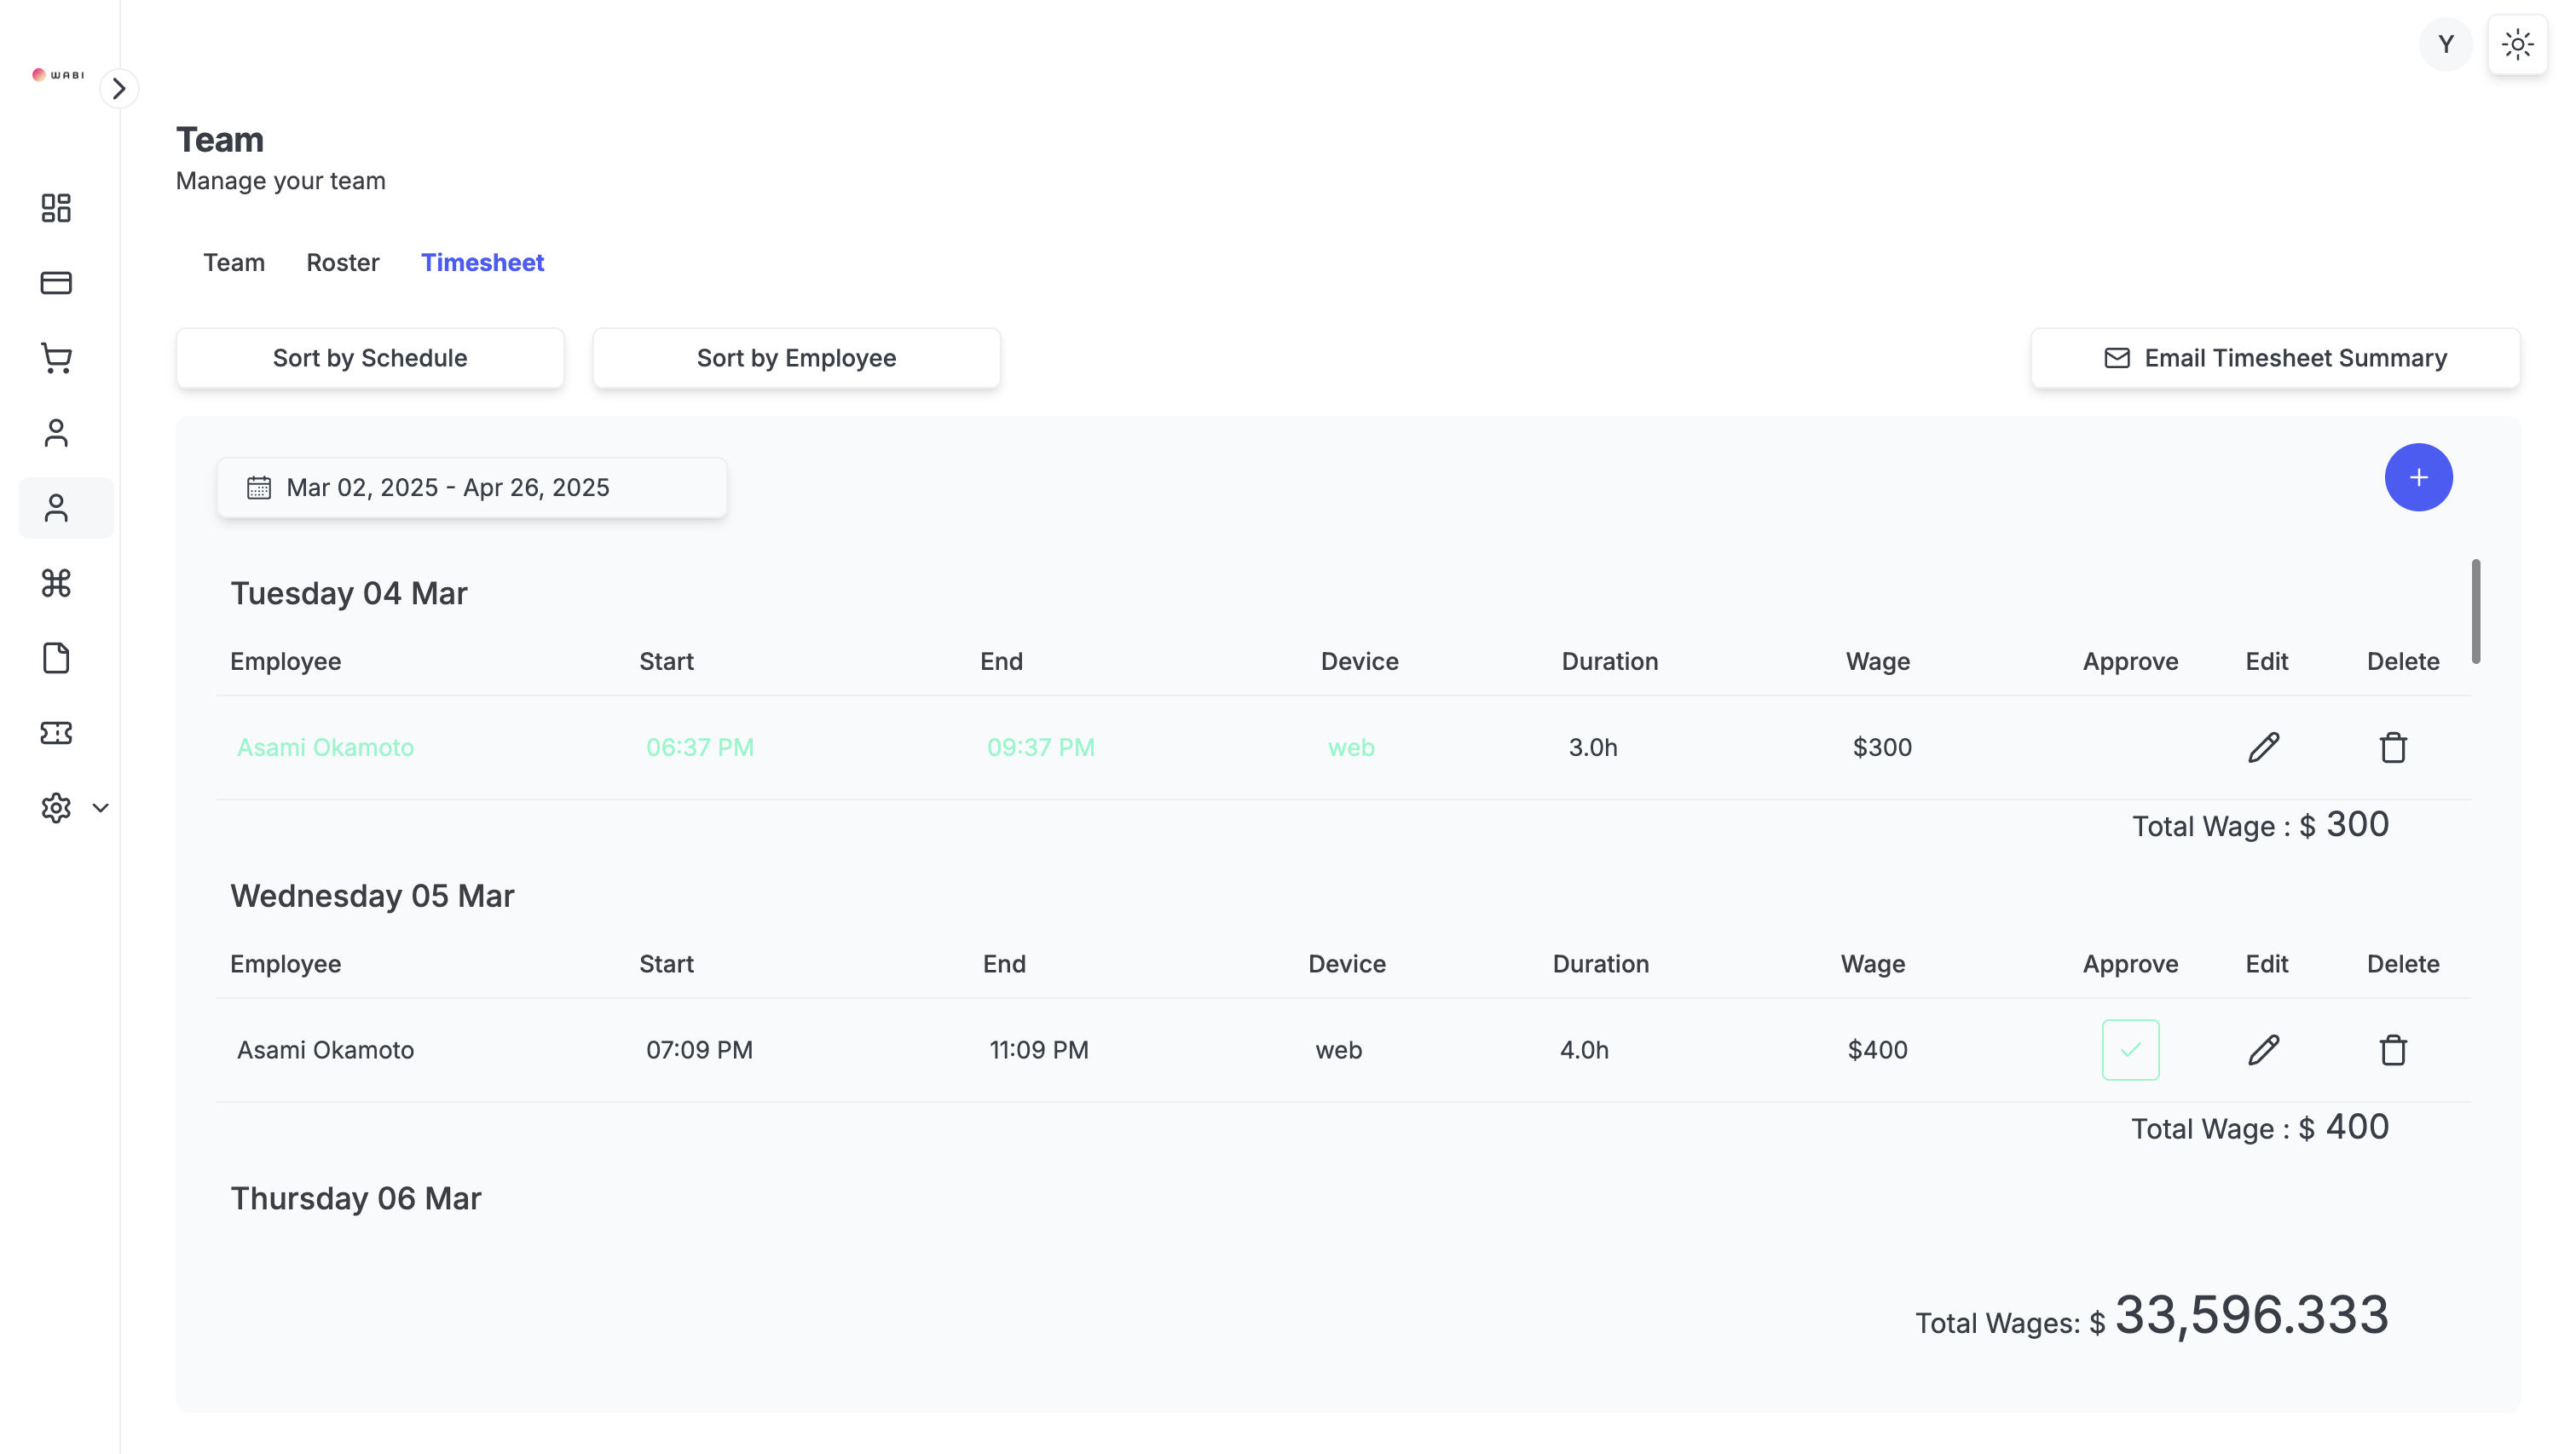 WABI
Y
Team
Manage your team
Team Roster Timesheet
Sort by Schedule Sort by Employee Email Timesheet Summary
Mar 02, 2025 - Apr 26, 2025
Tuesday 04 Mar
Employee Start End Device Duration Wage Approve Edit Delete
Asami Okamoto 06:37 PM 09:37 PM web 3.0h $300
Total Wage : $ 300
Wednesday 05 Mar
Employee Start End Device Duration Wage Approve Edit Delete
Asami Okamoto 07:09 PM 11:09 PM web 4.0h $400
Total Wage : $ 400
Thursday 06 Mar
Total Wages: $ 33,596.333